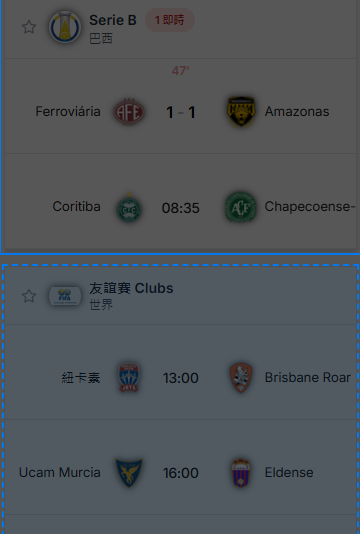 Serie B 1 即時
巴西
47'
Ferroviária 1 - 1 Amazonas
Coritiba 08:35 Chapecoense-
友誼賽 Clubs
世界
紐卡素 13:00 Brisbane Roar
Ucam Murcia 16:00 Eldense